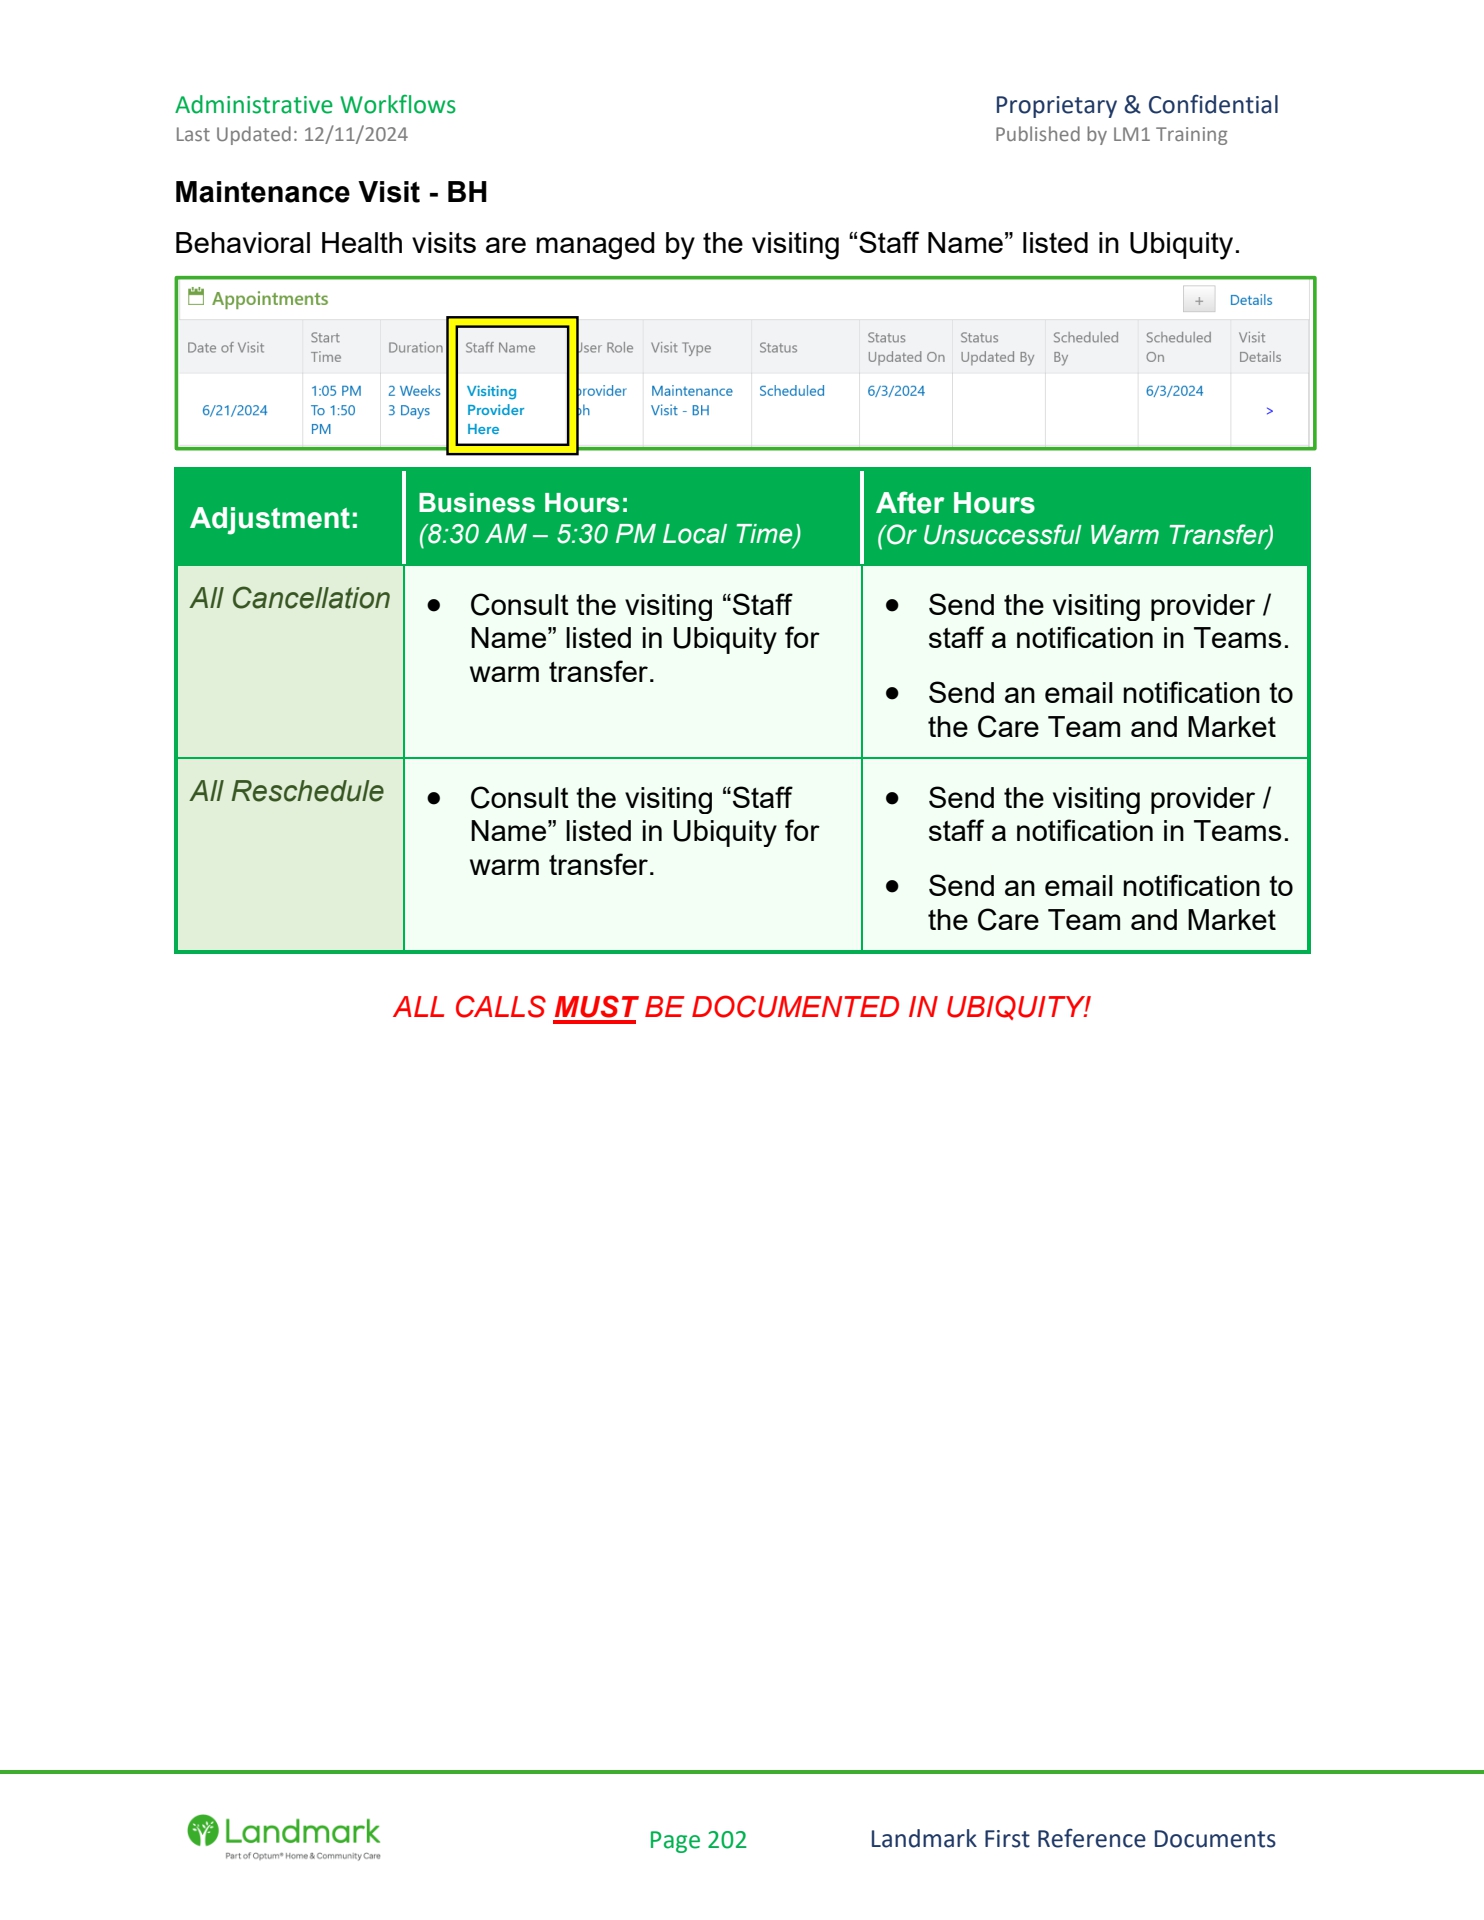 Administrative Workflows
Proprietary & Confidential
Last Updated: 12/11/2024
Published by LM1 Training
Maintenance Visit - BH
Behavioral Health visits are managed by the visiting “Staff Name” listed in Ubiquity.
Appointments
+ Details
Date of Visit
Start
Time
Duration
Staff Name
User Role
Visit Type
Status
Status
Updated On
Status
Updated By
Scheduled
By
Scheduled
On
Visit
Details
6/21/2024
1:05 PM
To 1:50
PM
2 Weeks
3 Days
Visiting
Provider
Here
provider
bh
Maintenance
Visit - BH
Scheduled
6/3/2024
6/3/2024
>
Adjustment:
Business Hours:
(8:30 AM – 5:30 PM Local Time)
After Hours
(Or Unsuccessful Warm Transfer)
All Cancellation
● Consult the visiting “Staff
Name” listed in Ubiquity for
warm transfer.
● Send the visiting provider /
staff a notification in Teams.
● Send an email notification to
the Care Team and Market
All Reschedule
● Consult the visiting “Staff
Name” listed in Ubiquity for
warm transfer.
● Send the visiting provider /
staff a notification in Teams.
● Send an email notification to
the Care Team and Market
ALL CALLS MUST BE DOCUMENTED IN UBIQUITY!
Landmark
Part of Optum® Home & Community Care
Page 202
Landmark First Reference Documents